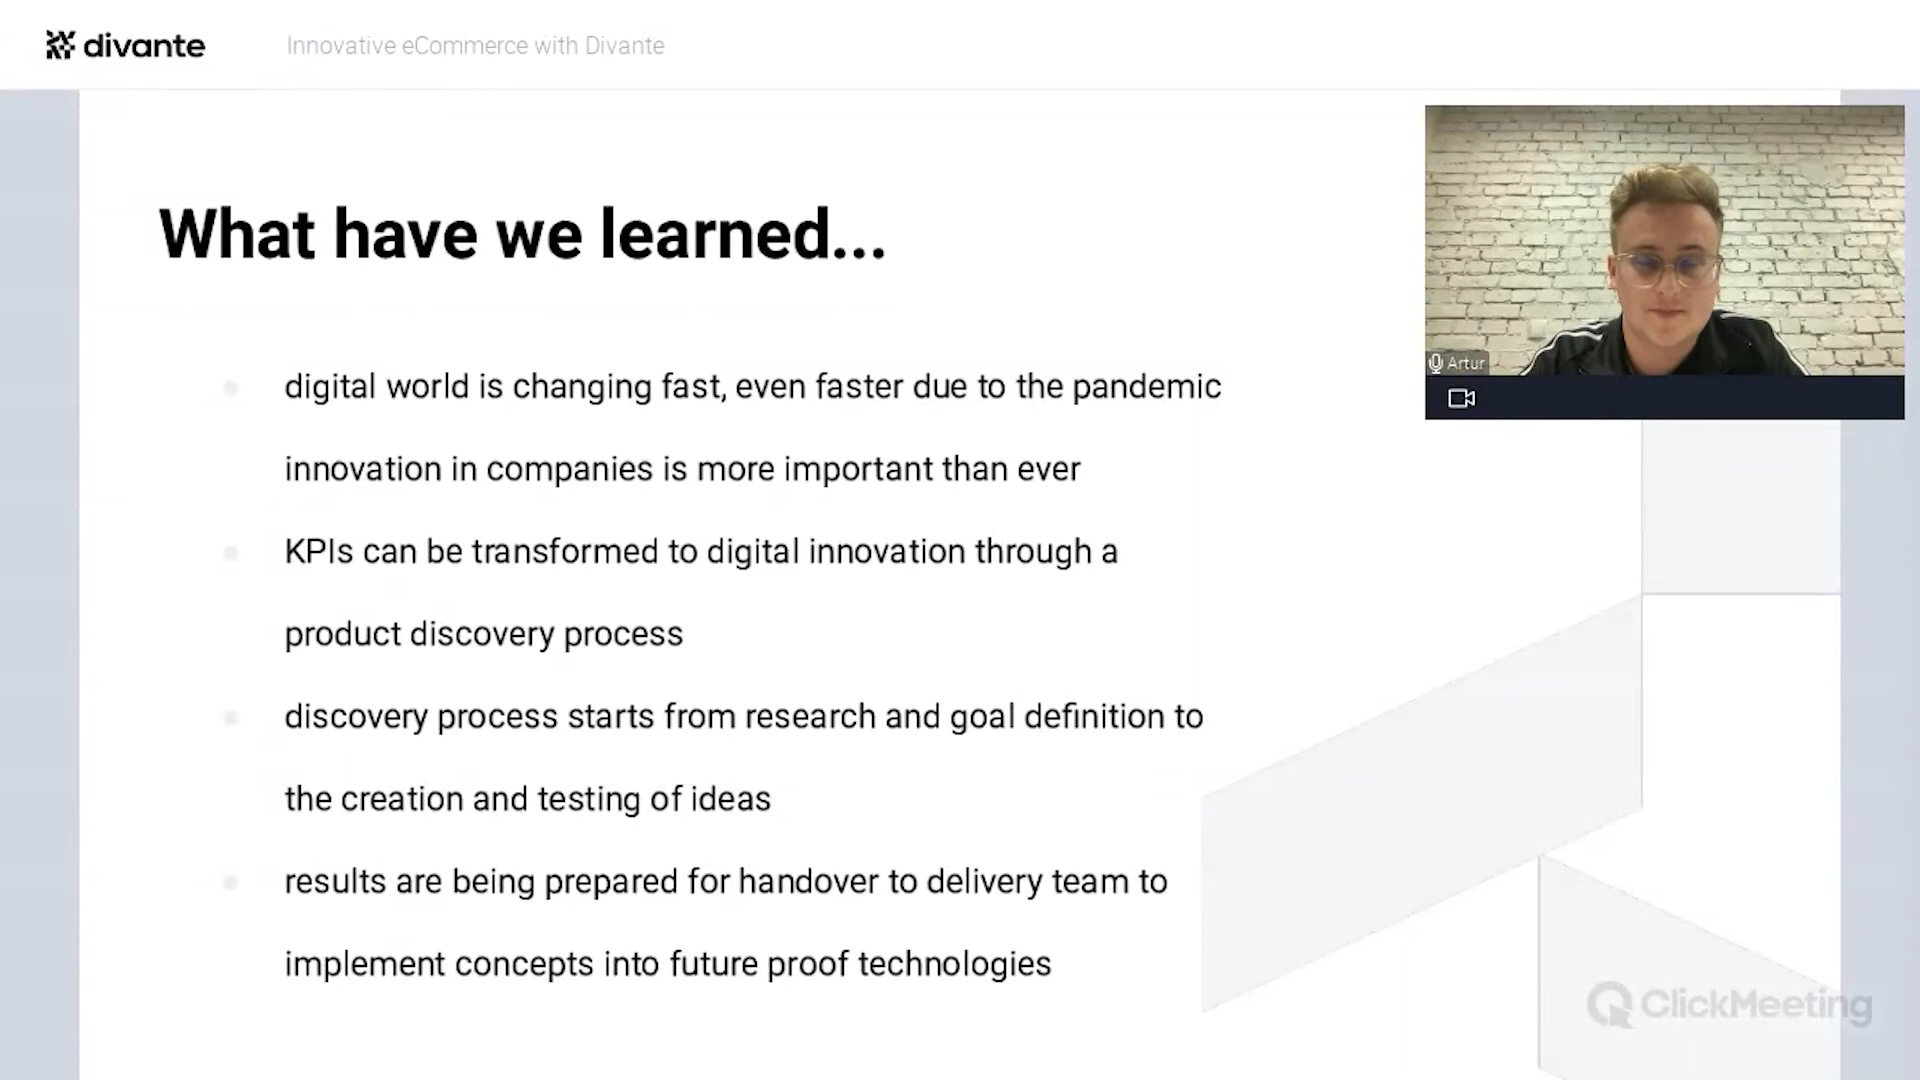 divante
Innovative eCommerce with Divante
What have we learned...
Artur
digital world is changing fast, even faster due to the pandemic
innovation in companies is more important than ever
KPIs can be transformed to digital innovation through a
product discovery process
discovery process starts from research and goal definition to
the creation and testing of ideas
results are being prepared for handover to delivery team to
implement concepts into future proof technologies
ClickMeeting